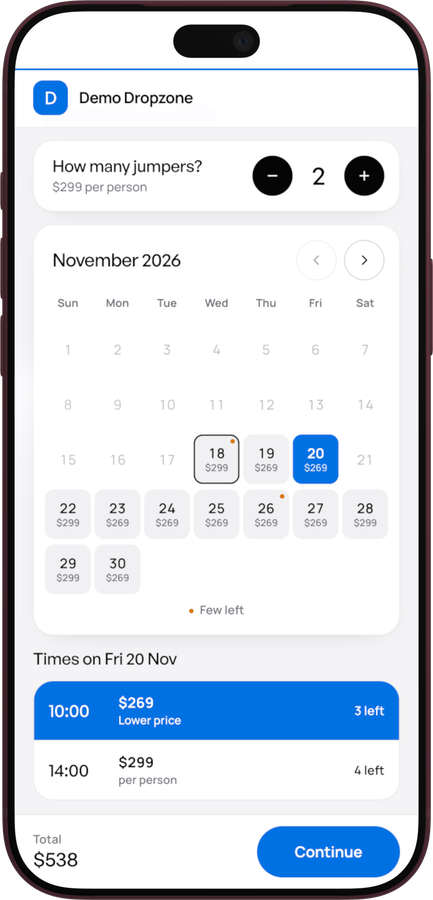 D Demo Dropzone
How many jumpers?
$299 per person
− 2 +
November 2026
Sun Mon Tue Wed Thu Fri Sat
1 2 3 4 5 6 7
8 9 10 11 12 13 14
15 16 17 18 19 20 21
$299 $269 $269
22 23 24 25 26 27 28
$299 $269 $269 $269 $269 $269 $299
29 30
$299 $269
Few left
Times on Fri 20 Nov
10:00 $269 3 left
Lower price
14:00 $299 4 left
per person
Total
$538
Continue